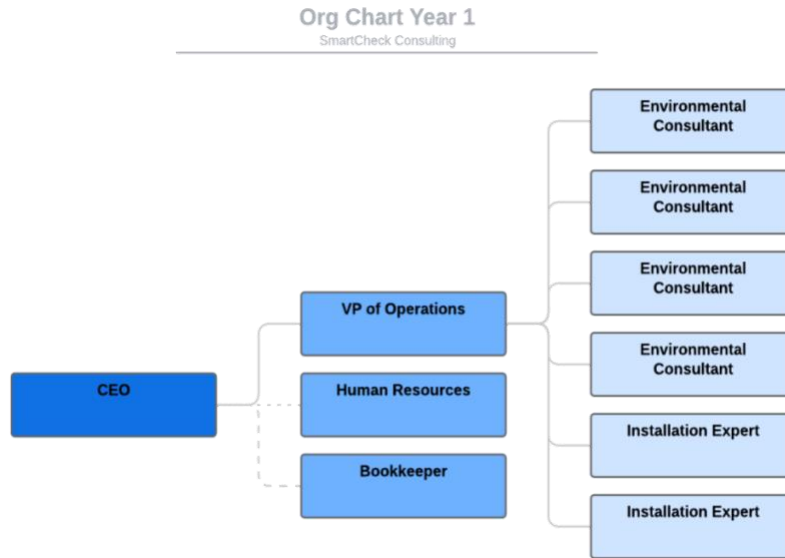 Org Chart Year 1
SmartCheck Consulting
CEO
VP of Operations
Human Resources
Bookkeeper
Environmental
Consultant
Environmental
Consultant
Environmental
Consultant
Environmental
Consultant
Installation Expert
Installation Expert